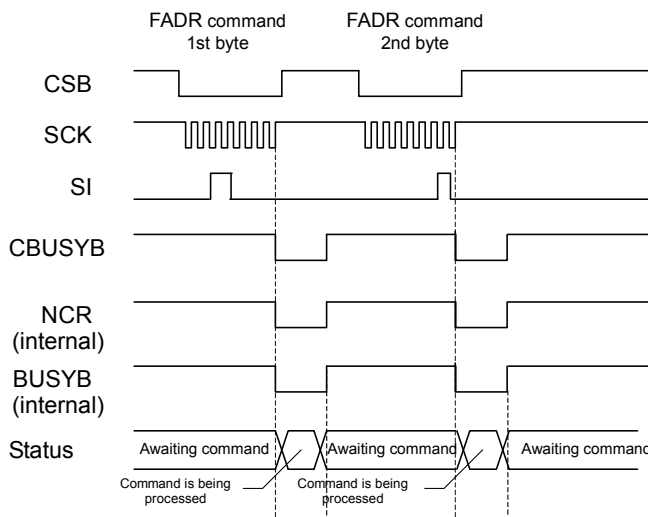 FADR command
1st byte
FADR command
2nd byte
CSB
SCK
SI
CBUSYB
NCR
(internal)
BUSYB
(internal)
Status
Awaiting command
Awaiting command
Awaiting command
Command is being
processed
Command is being
processed